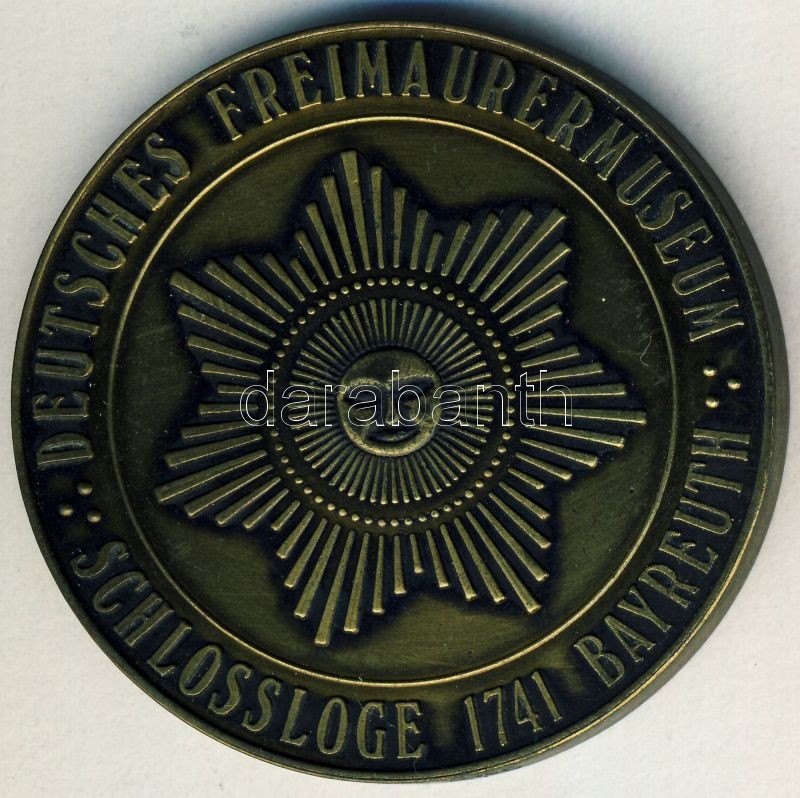 DEUTSCHES FREIMAURERMUSEUM
SCHLOSSLOGE 1741 BAYREUTH
darabanth